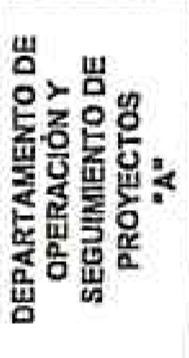 DEPARTAMENTO DE
OPERACIÓN Y
SEGUIMIENTO DE
PROYECTOS
"A"